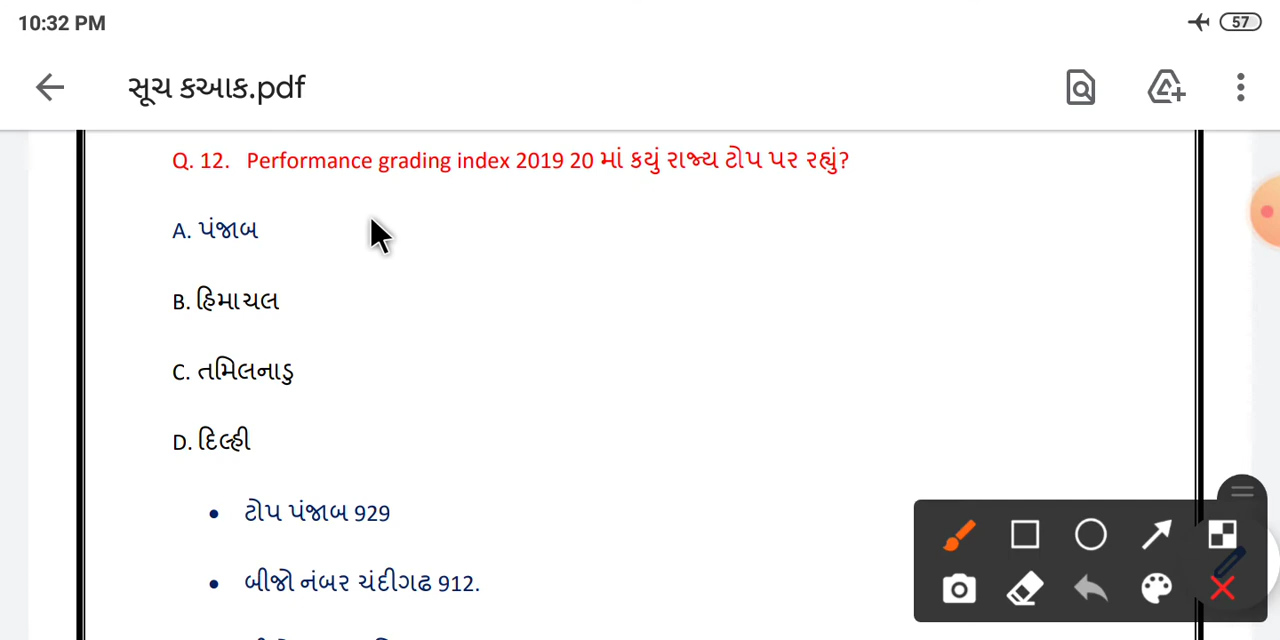 10:32 PM
57
સૂચ કઆક.pdf
Q. 12. Performance grading index 2019 20 માં કયું રાજ્ય ટોપ પર રહ્યું?
A. પંજાબ
B. હિમાચલ
C. તમિલનાડુ
D. દિલ્હી
• ટોપ પંજાબ 929
• બીજો નંબર ચંદીગઢ 912.